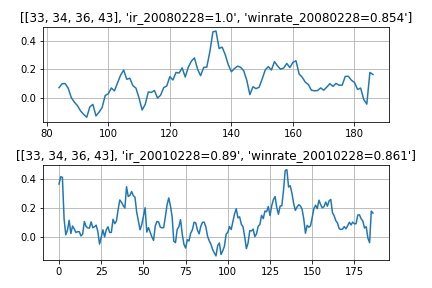 [[33, 34, 36, 43], 'ir_20080228=1.0', 'winrate_20080228=0.854']
0.4
0.2
0.0
80 100 120 140 160 180
[[33, 34, 36, 43], 'ir_20010228=0.89', 'winrate_20010228=0.861']
0.4
0.2
0.0
0 25 50 75 100 125 150 175